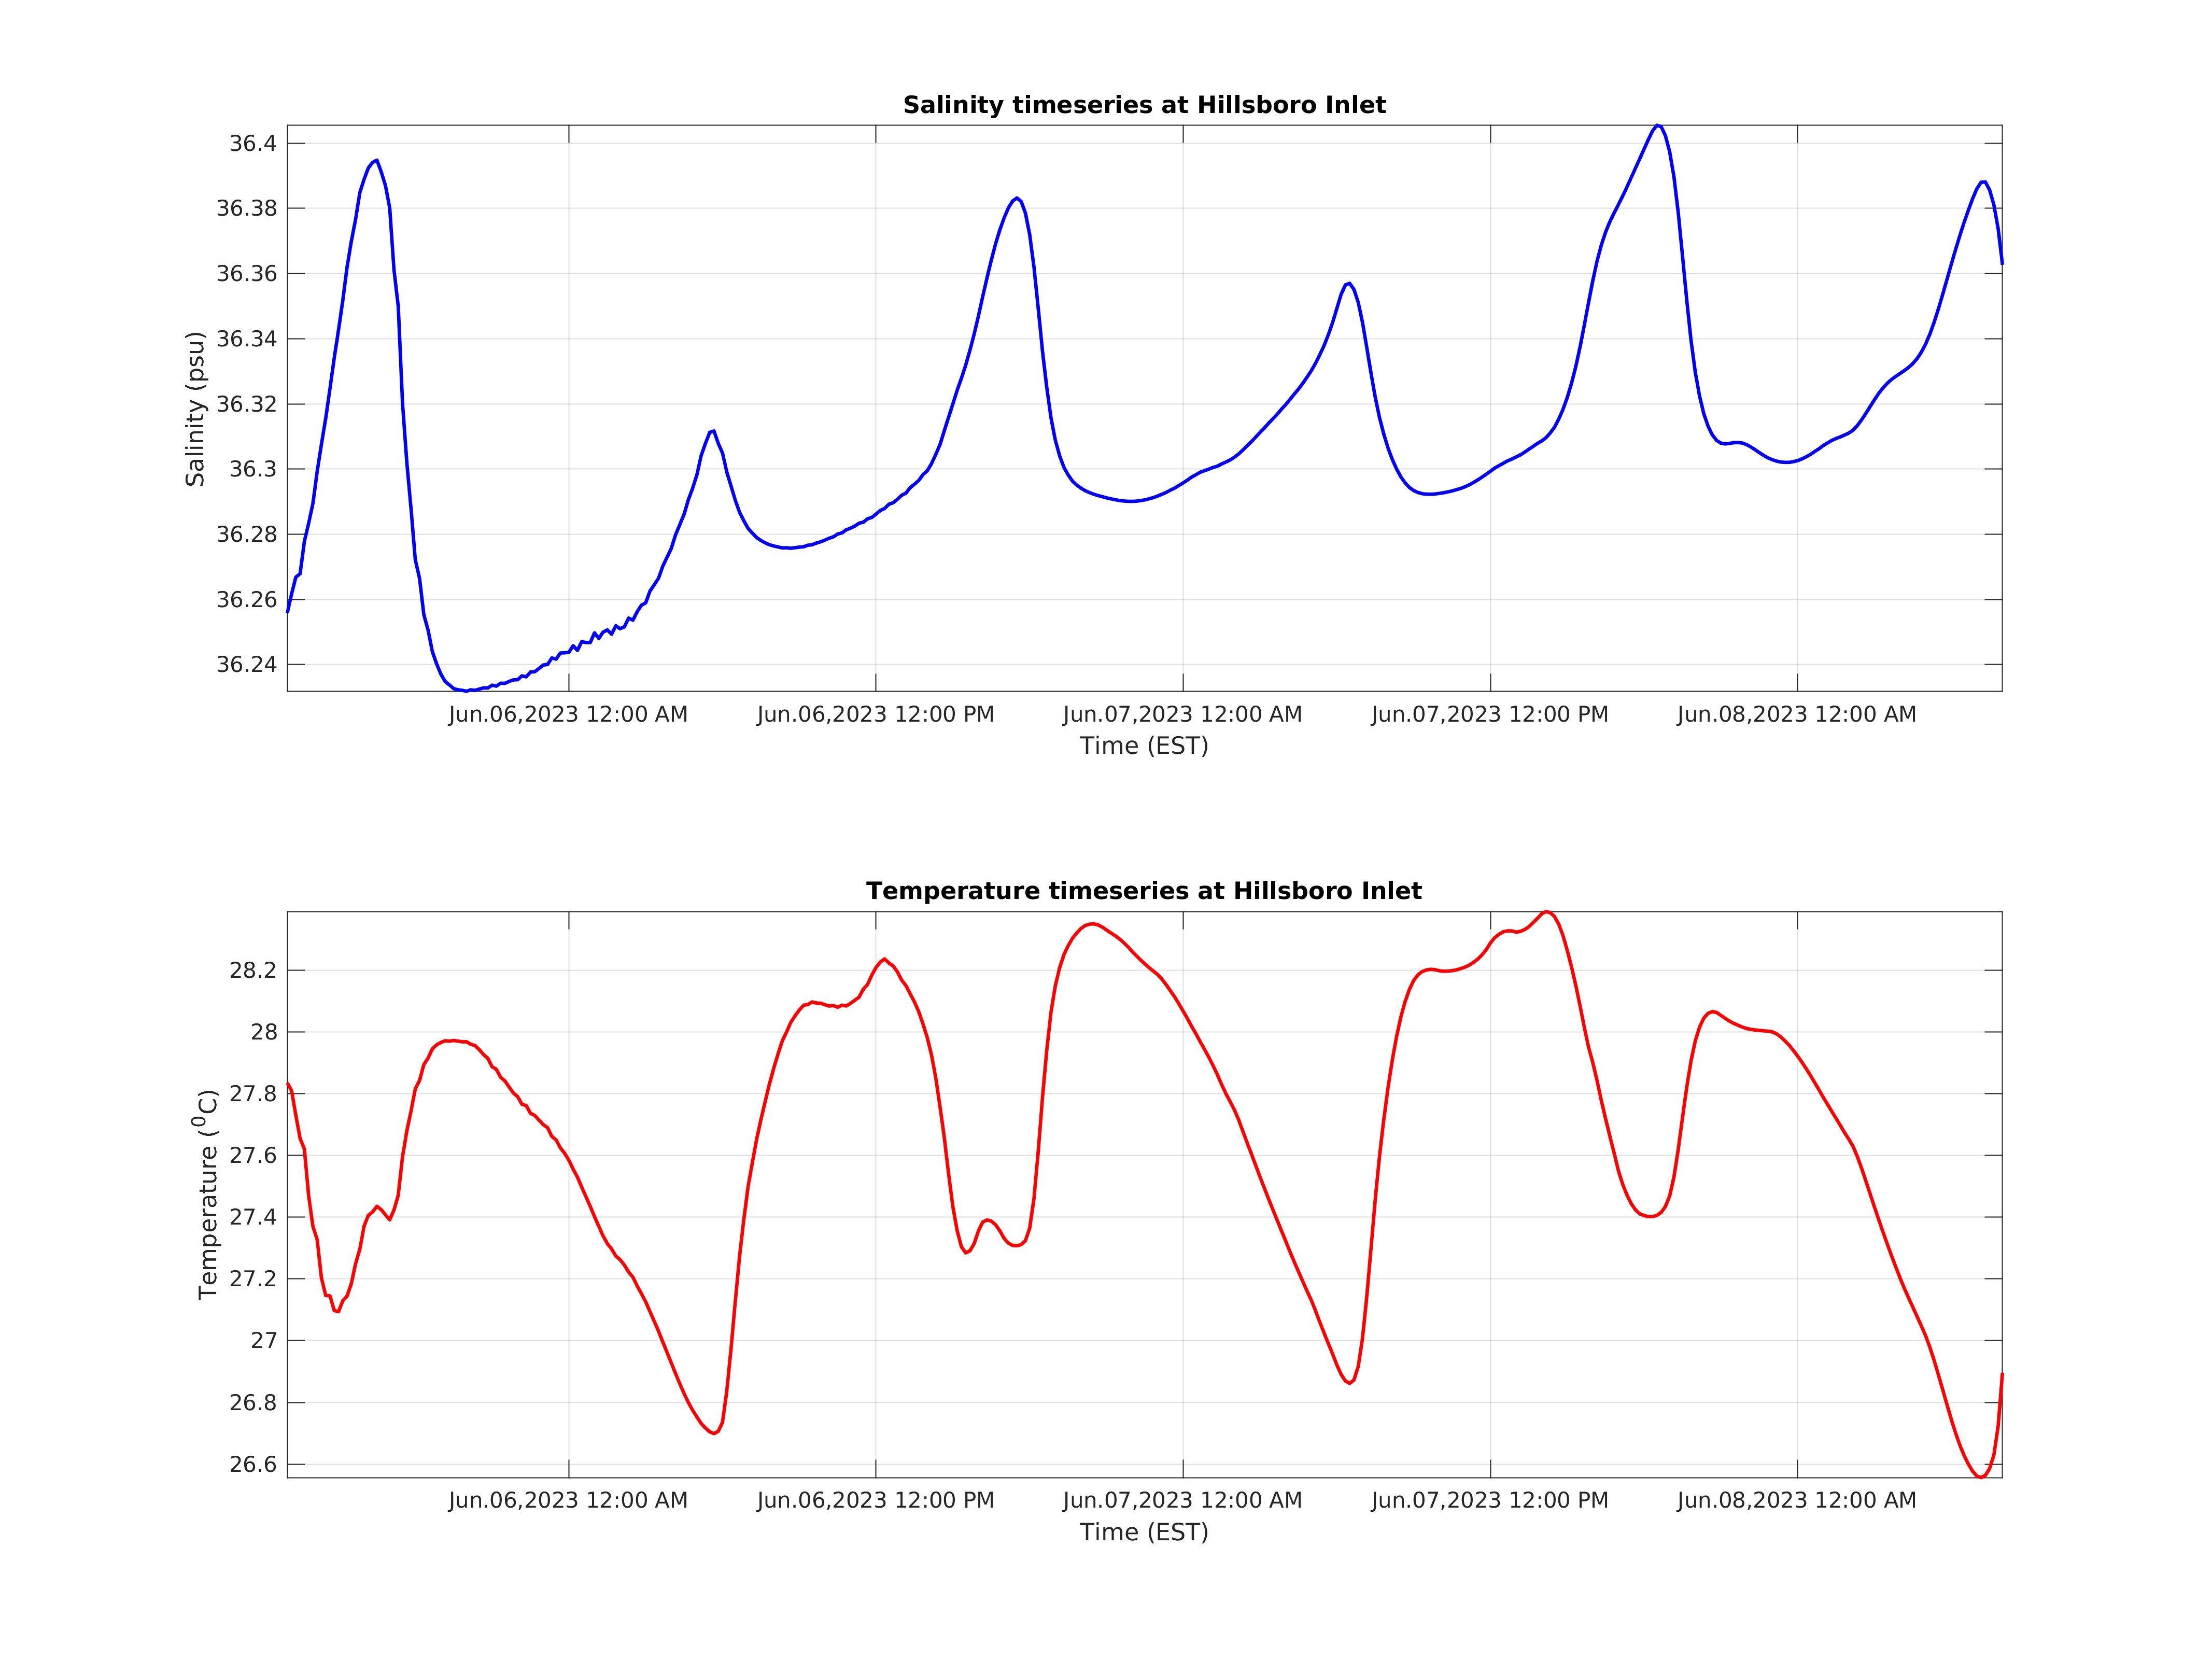 Salinity timeseries at Hillsboro Inlet
36.4
36.38
36.36
36.34
36.32
36.3
36.28
36.26
36.24
Salinity (psu)
Jun.06,2023 12:00 AM Jun.06,2023 12:00 PM Jun.07,2023 12:00 AM Jun.07,2023 12:00 PM Jun.08,2023 12:00 AM
Time (EST)
Temperature timeseries at Hillsboro Inlet
28.2
28
27.8
27.6
27.4
27.2
27
26.8
26.6
Temperature (⁰C)
Jun.06,2023 12:00 AM Jun.06,2023 12:00 PM Jun.07,2023 12:00 AM Jun.07,2023 12:00 PM Jun.08,2023 12:00 AM
Time (EST)